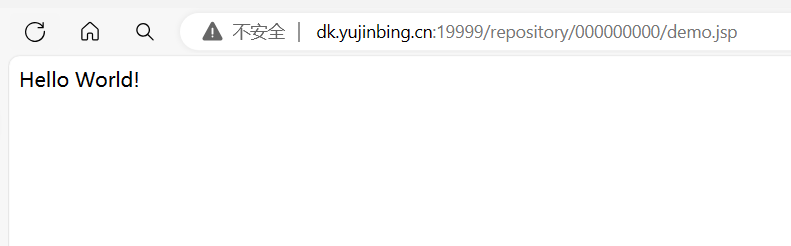 不安全 | dk.yujinbing.cn:19999/repository/000000000/demo.jsp
Hello World!